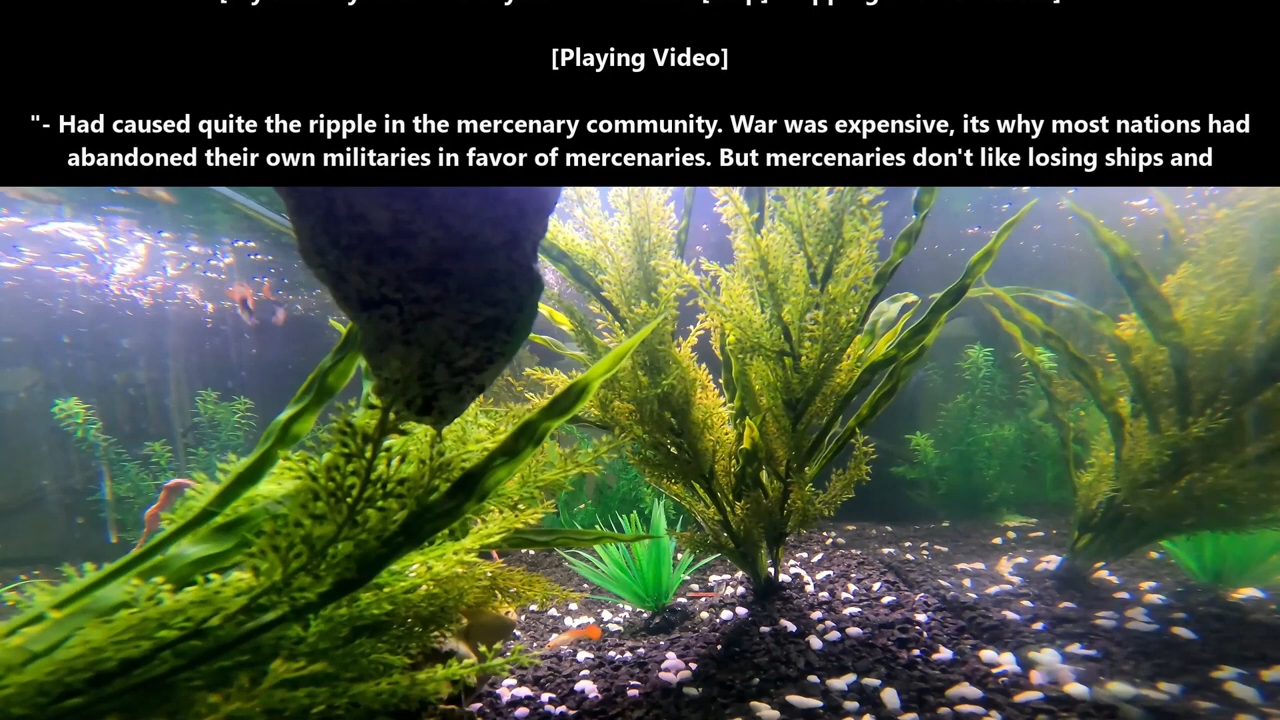 [Playing Video]
"- Had caused quite the ripple in the mercenary community. War was expensive, its why most nations had
abandoned their own militaries in favor of mercenaries. But mercenaries don't like losing ships and